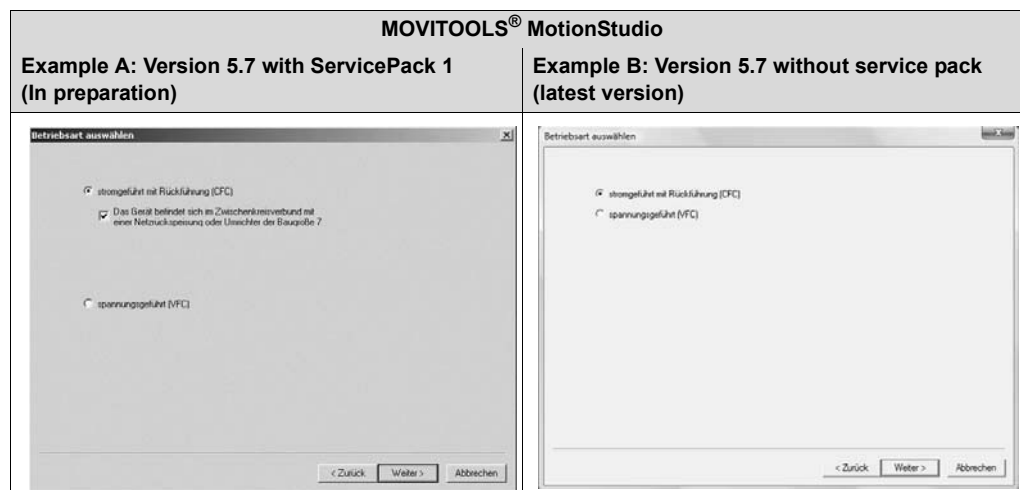 MOVITOOLS® MotionStudio
Example A: Version 5.7 with ServicePack 1
(In preparation)
Example B: Version 5.7 without service pack
(latest version)
Betriebsart auswählen
stromgeführt mit Rückführung (CFC)
Das Gerät befindet sich im Zwischenkreisverbund mit
einer Netzrückspeisung oder Umrichter der Baugröße 7
spannungsgeführt (VFC)
< Zurück
Weiter >
Abbrechen
Betriebsart auswählen
stromgeführt mit Rückführung (CFC)
spannungsgeführt (VFC)
< Zurück
Weiter >
Abbrechen